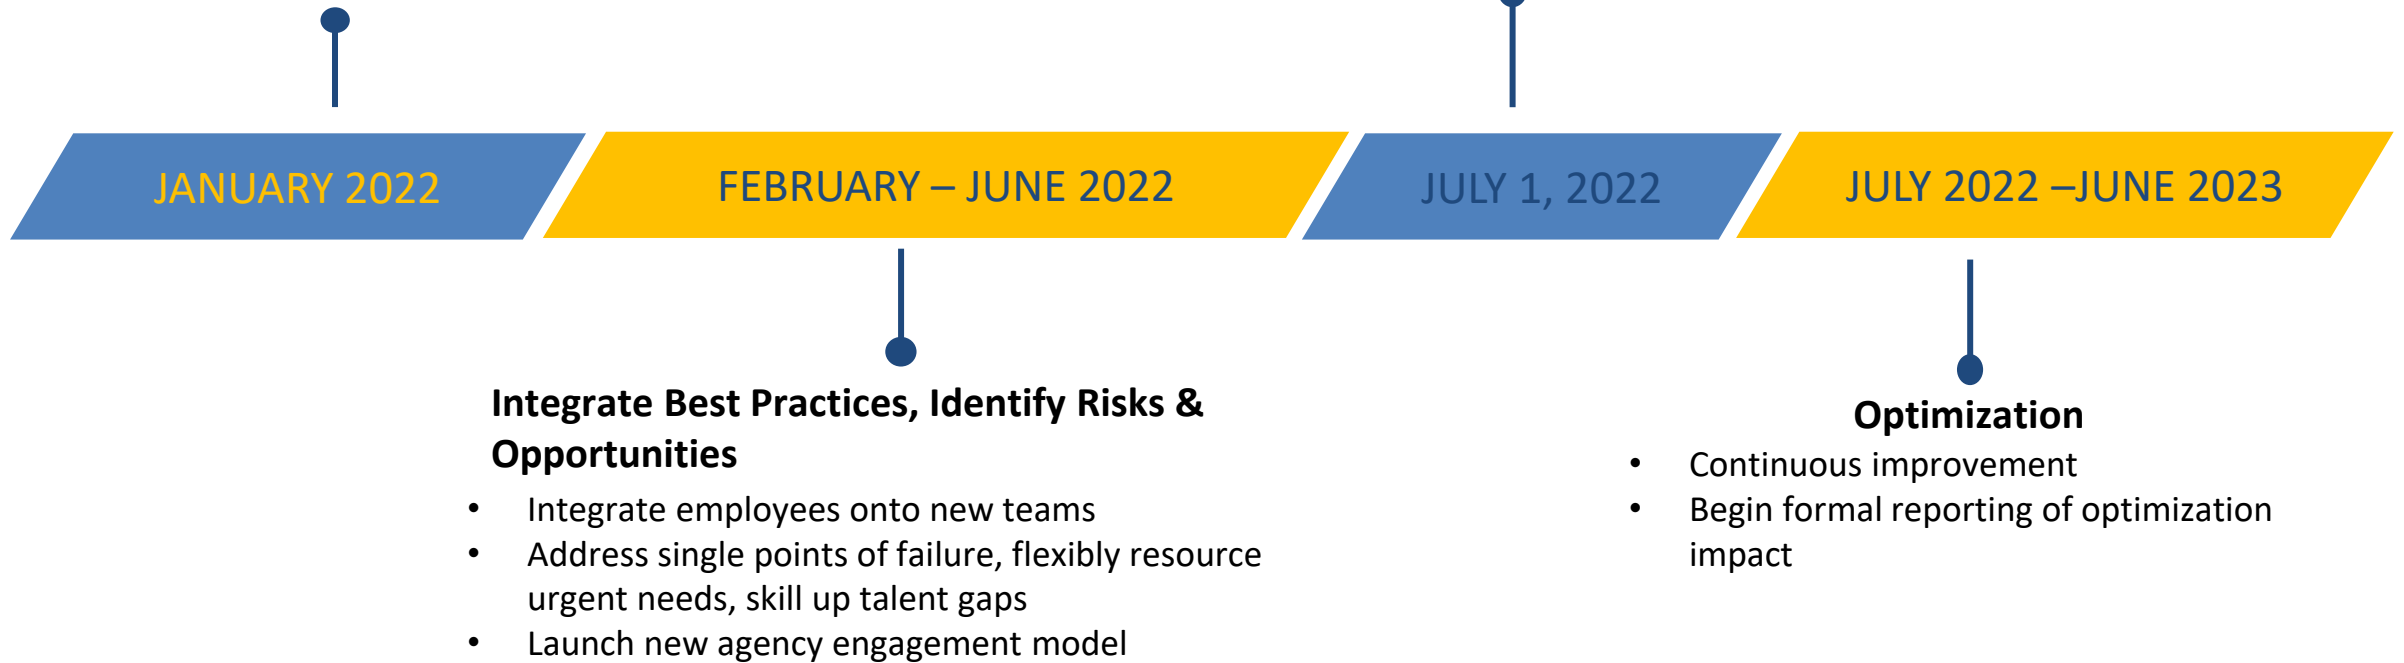 JANUARY 2022
FEBRUARY – JUNE 2022
JULY 1, 2022
JULY 2022 –JUNE 2023
Integrate Best Practices, Identify Risks &
Opportunities
• Integrate employees onto new teams
• Address single points of failure, flexibly resource
urgent needs, skill up talent gaps
• Launch new agency engagement model
Optimization
• Continuous improvement
• Begin formal reporting of optimization
impact